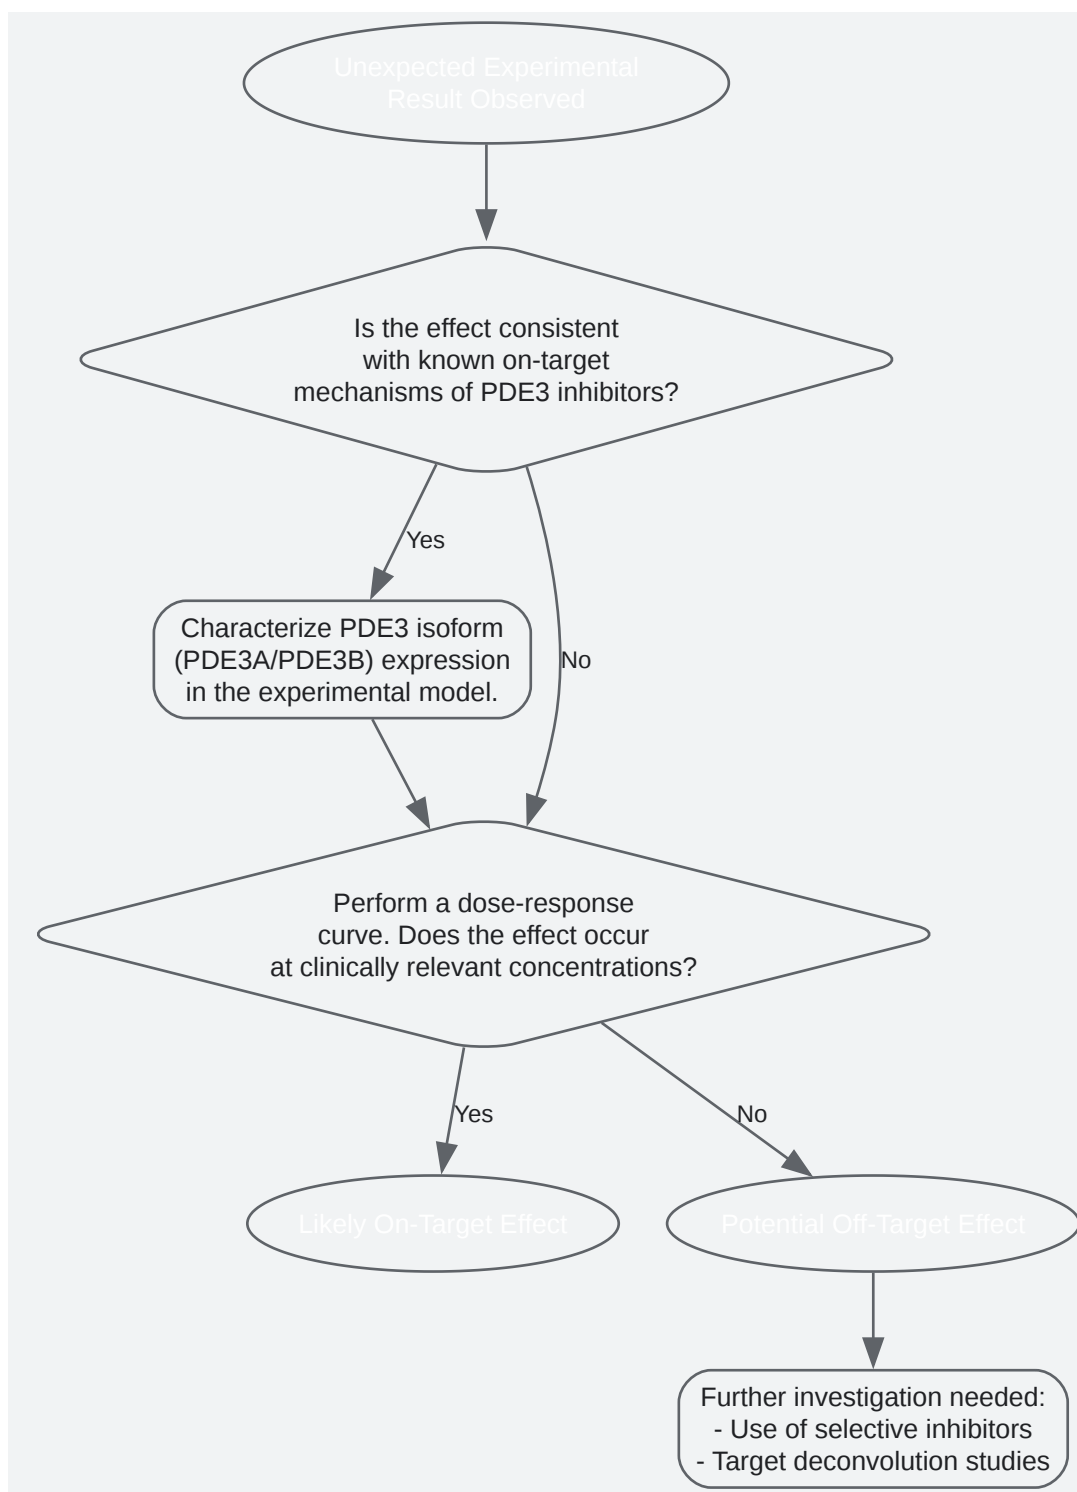 Unexpected Experimental
Result Observed
Is the effect consistent
with known on-target
mechanisms of PDE3 inhibitors?
Yes
Characterize PDE3 isoform
(PDE3A/PDE3B) expression
in the experimental model.
No
Perform a dose-response
curve. Does the effect occur
at clinically relevant concentrations?
Yes
No
Likely On-Target Effect
Potential Off-Target Effect
Further investigation needed:
- Use of selective inhibitors
- Target deconvolution studies